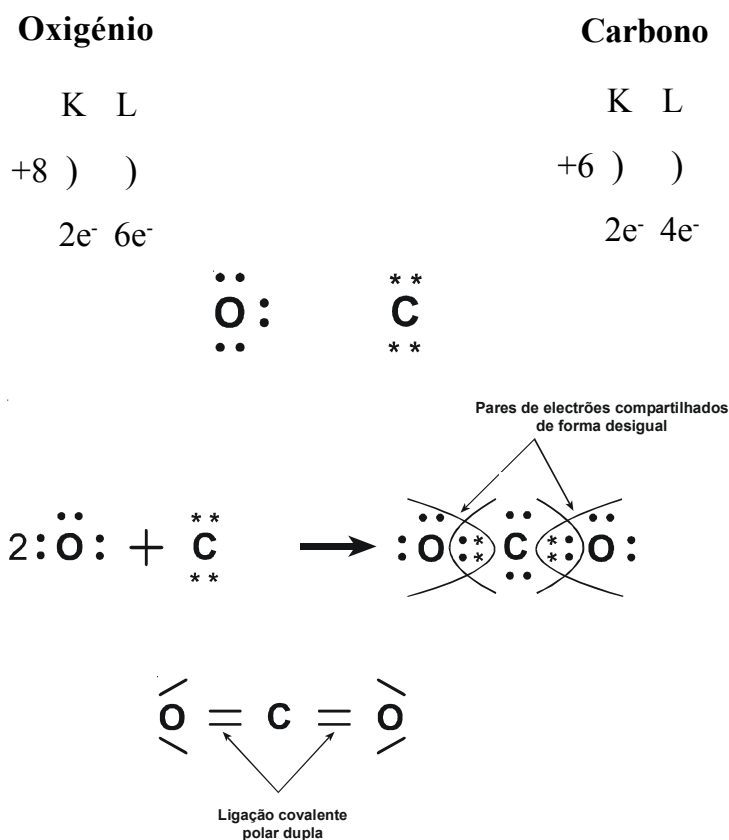 Oxigénio Carbono
K L K L
+8 ) ) +6 ) )
2e⁻ 6e⁻ 2e⁻ 4e⁻
•• **
O : C
•• **
Pares de electrões compartilhados
de forma desigual
•• ** •• •• ••
2 : O : + C → : O : ** C ** : O :
** ••
O = C = O
Ligação covalente
polar dupla